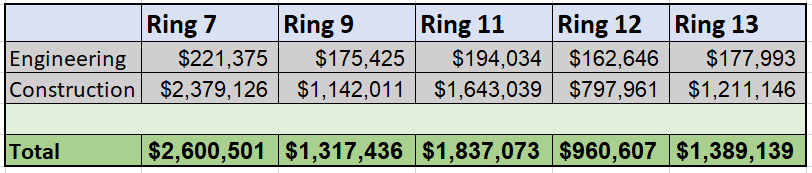 Ring 7 Ring 9 Ring 11 Ring 12 Ring 13
Engineering $221,375 $175,425 $194,034 $162,646 $177,993
Construction $2,379,126 $1,142,011 $1,643,039 $797,961 $1,211,146
Total $2,600,501 $1,317,436 $1,837,073 $960,607 $1,389,139